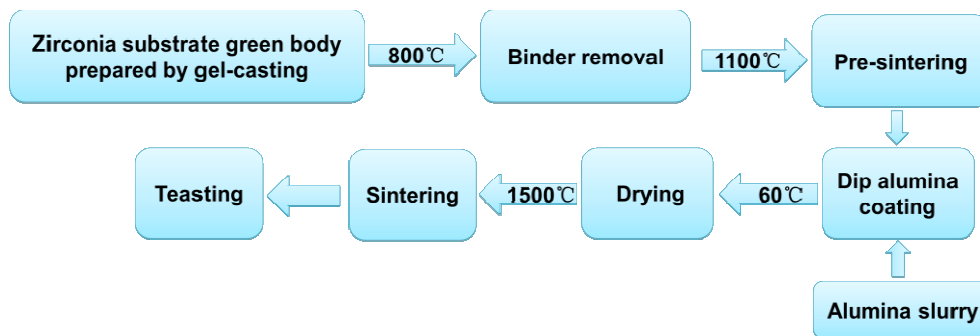 Zirconia substrate green body
prepared by gel-casting
800℃
Binder removal
1100℃
Pre-sintering
Dip alumina
coating
Alumina slurry
60℃
Drying
1500℃
Sintering
Teasting